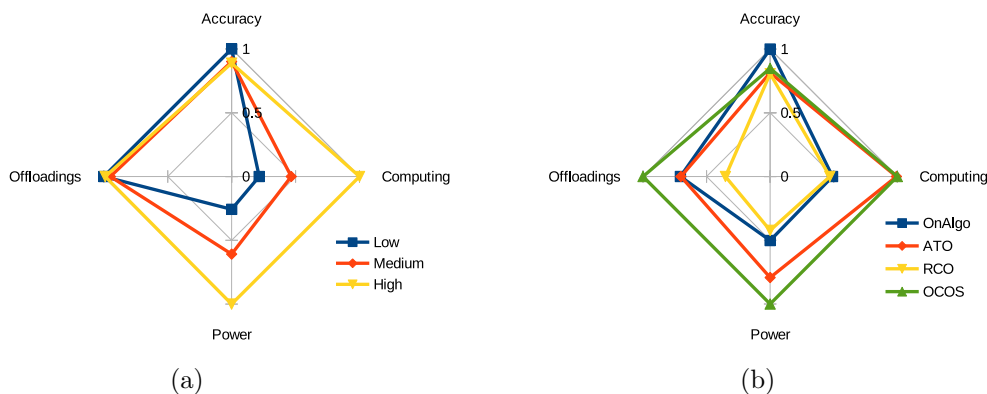 Accuracy
1
0.5
0
Offloadings
Computing
Low
Medium
High
Power
(a)
Accuracy
1
0.5
0
Offloadings
Computing
OnAlgo
ATO
RCO
OCOS
Power
(b)